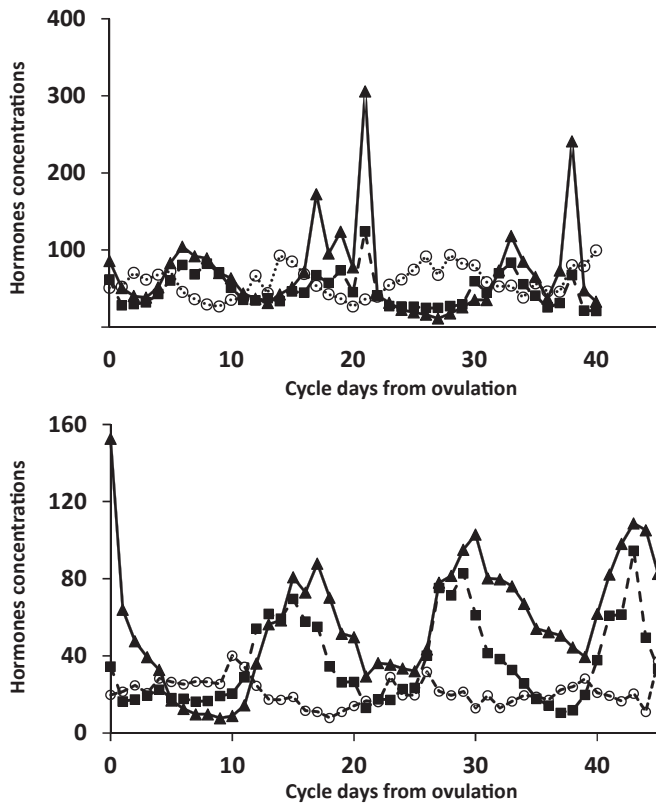 400
300
200
100
0 10 20 30 40
Cycle days from ovulation
Hormones concentrations
160
120
80
40
0
0 10 20 30 40
Cycle days from ovulation
Hormones concentrations